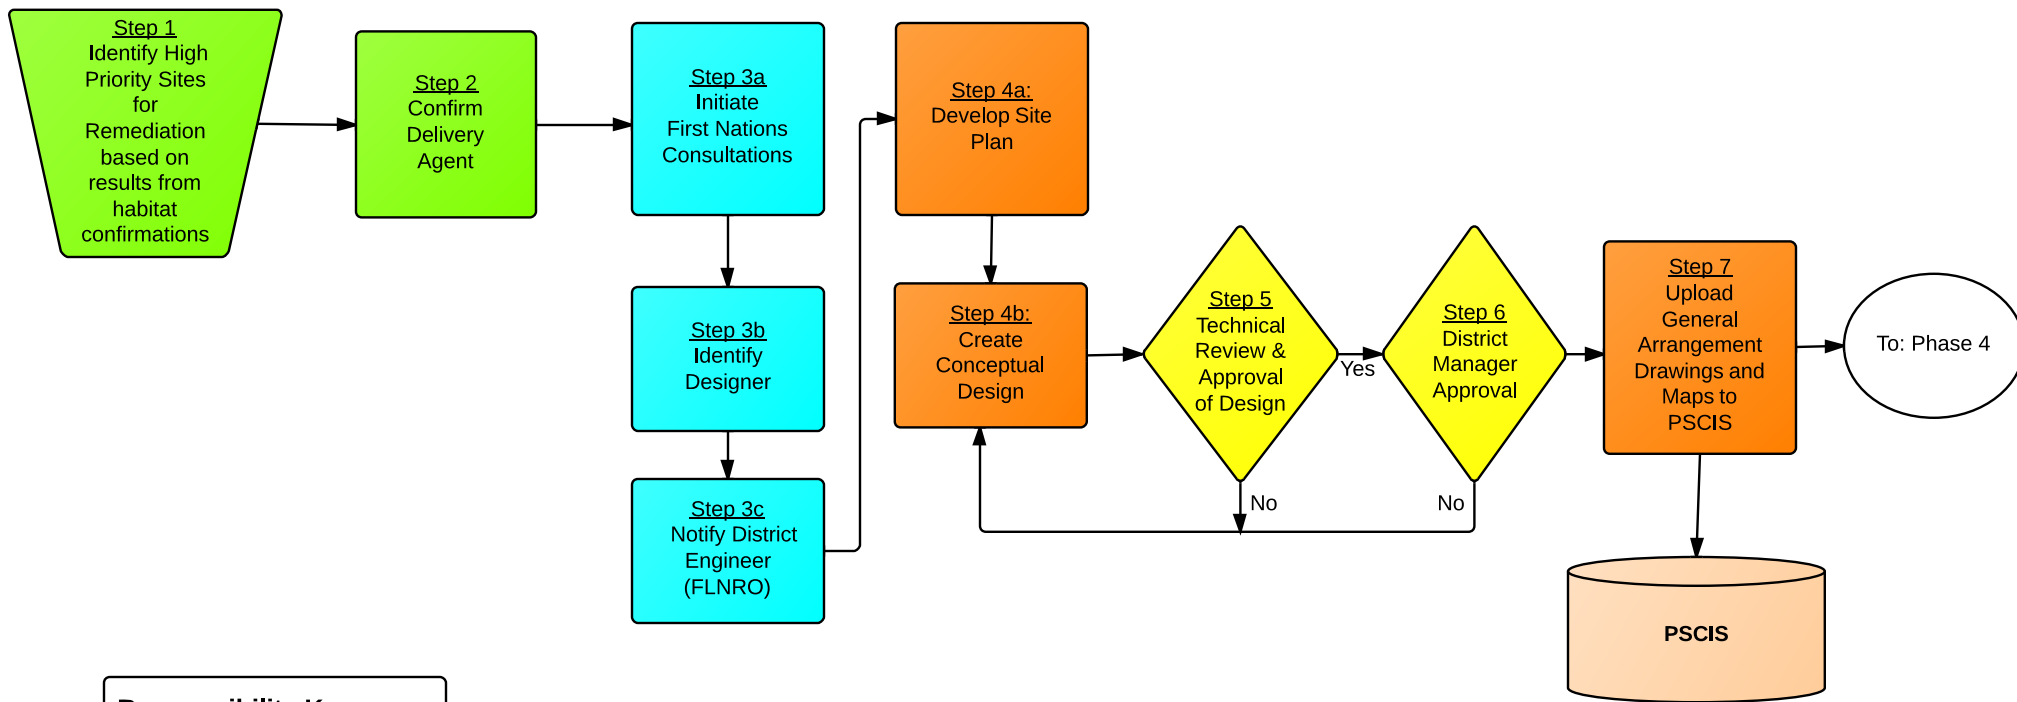 Step 1
Identify High
Priority Sites
for
Remediation
based on
results from
habitat
confirmations
Step 2
Confirm
Delivery
Agent
Step 3a
Initiate
First Nations
Consultations
Step 3b
Identify
Designer
Step 3c
Notify District
Engineer
(FLNRO)
Step 4a:
Develop Site
Plan
Step 4b:
Create
Conceptual
Design
Step 5
Technical
Review &
Approval
of Design
Yes
No
Step 6
District
Manager
Approval
No
Step 7
Upload
General
Arrangement
Drawings and
Maps to
PSCIS
To: Phase 4
PSCIS